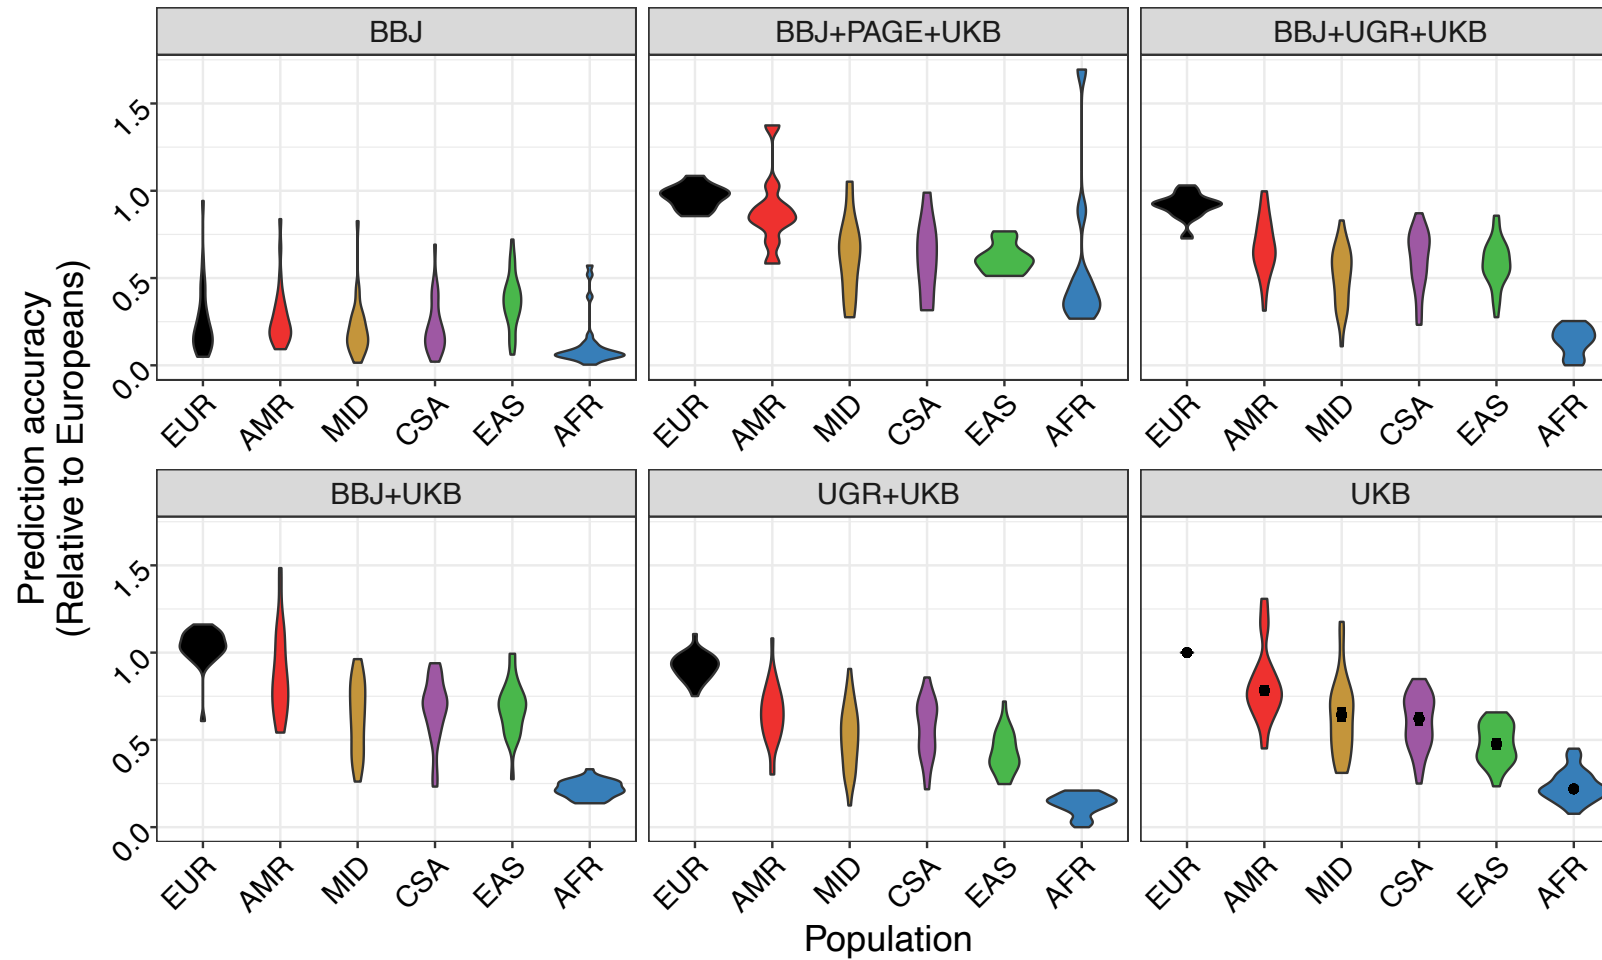 BBJ
BBJ+PAGE+UKB
BBJ+UGR+UKB
Prediction accuracy
(Relative to Europeans)
1.5
1.0
0.5
0.0
EUR AMR MID CSA EAS AFR
EUR AMR MID CSA EAS AFR
EUR AMR MID CSA EAS AFR
BBJ+UKB
UGR+UKB
UKB
1.5
1.0
0.5
0.0
EUR AMR MID CSA EAS AFR
EUR AMR MID CSA EAS AFR
EUR AMR MID CSA EAS AFR
Population